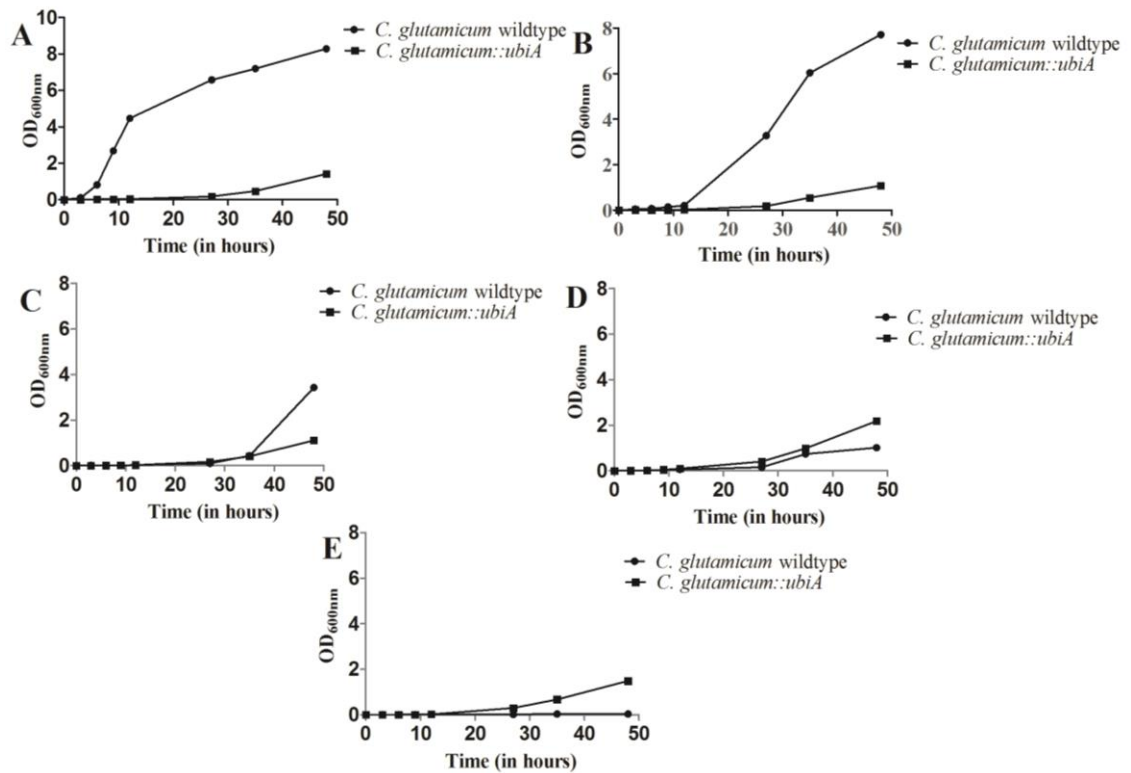 A
10
8
6
4
2
0
OD600nm
0 10 20 30 40 50
Time (in hours)
C. glutamicum wildtype
C. glutamicum::ubiA
B
8
6
4
2
0
OD600nm
0 10 20 30 40 50
Time (in hours)
C. glutamicum wildtype
C. glutamicum::ubiA
C
8
6
4
2
0
OD600nm
0 10 20 30 40 50
Time (in hours)
C. glutamicum wildtype
C. glutamicum::ubiA
D
8
6
4
2
0
OD600nm
0 10 20 30 40 50
Time (in hours)
C. glutamicum wildtype
C. glutamicum::ubiA
E
8
6
4
2
0
OD600nm
0 10 20 30 40 50
Time (in hours)
C. glutamicum wildtype
C. glutamicum::ubiA